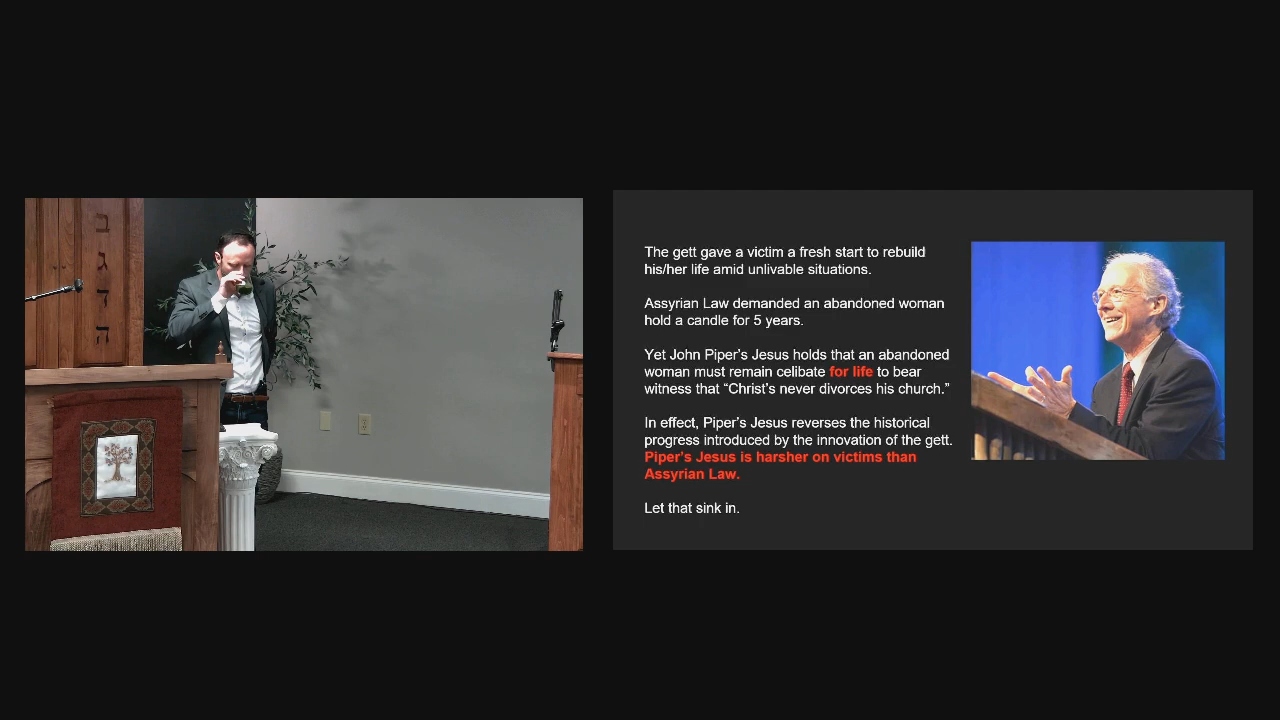 ב
ג
ד
ה
The gett gave a victim a fresh start to rebuild
his/her life amid unlivable situations.
Assyrian Law demanded an abandoned woman
hold a candle for 5 years.
Yet John Piper’s Jesus holds that an abandoned
woman must remain celibate for life to bear
witness that “Christ’s never divorces his church.”
In effect, Piper’s Jesus reverses the historical
progress introduced by the innovation of the gett.
Piper’s Jesus is harsher on victims than
Assyrian Law.
Let that sink in.